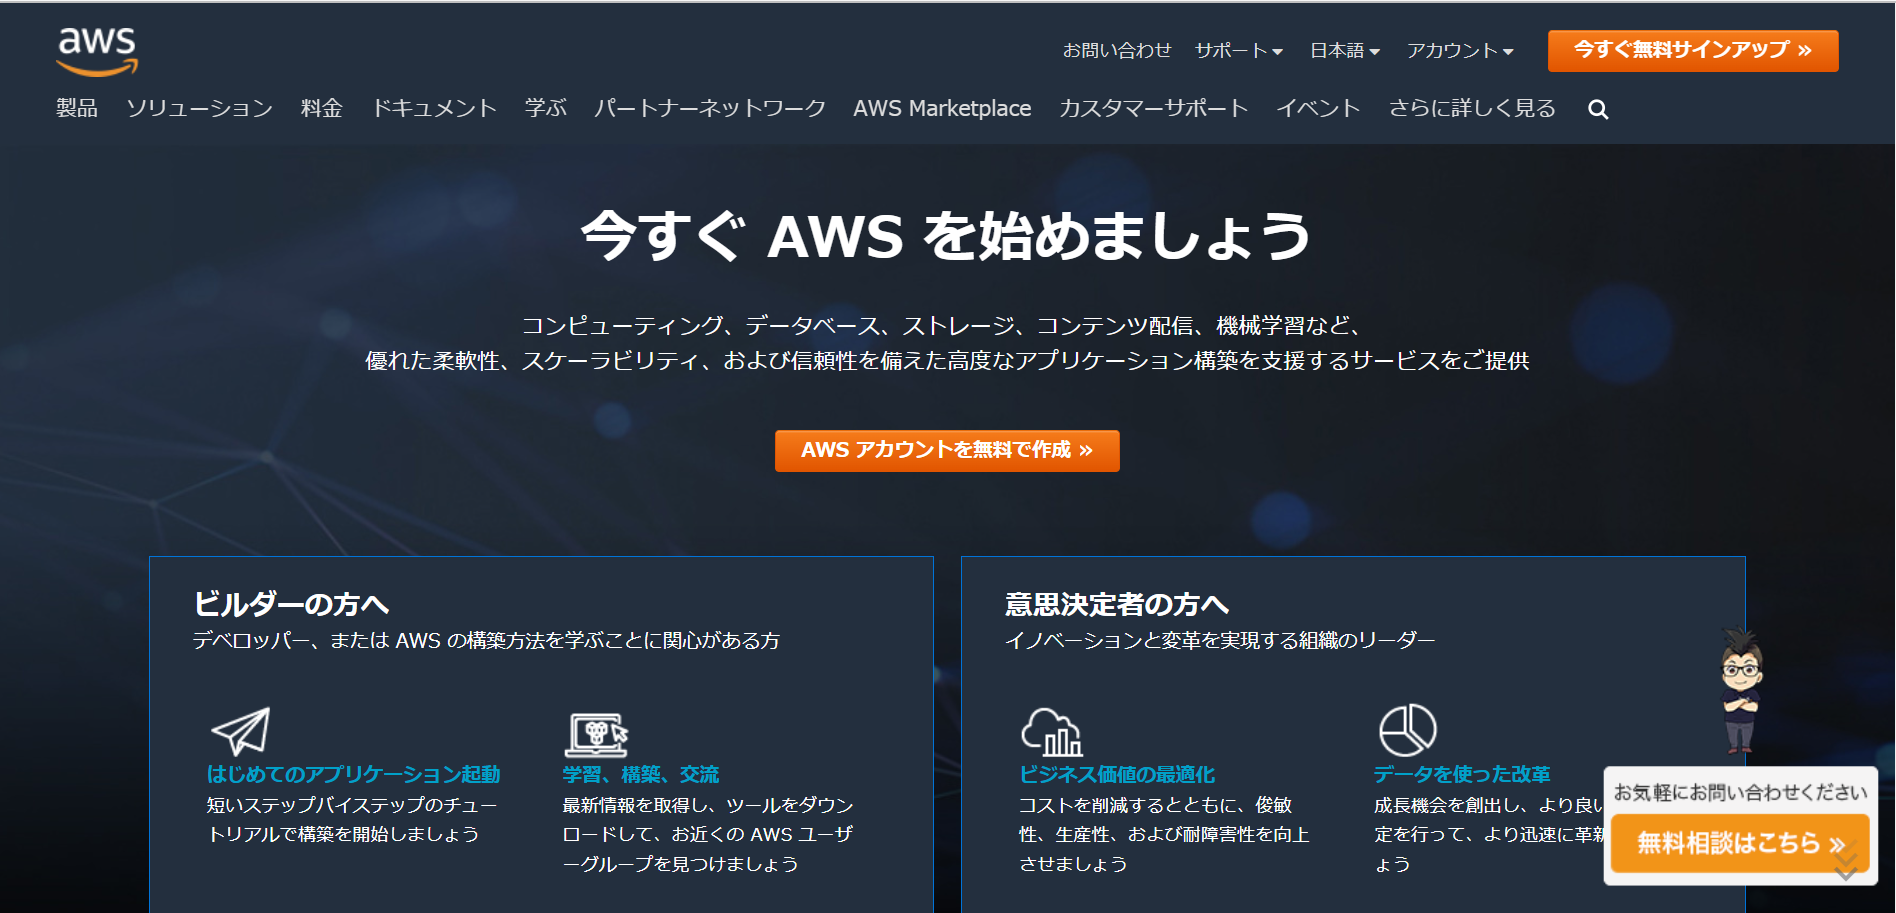 aws
お問い合わせ サポート 日本語 アカウント 今すぐ無料サインアップ »
製品 ソリューション 料金 ドキュメント 学ぶ パートナーネットワーク AWS Marketplace カスタマーサポート イベント さらに詳しく見る
今すぐ AWS を始めましょう
コンピューティング、データベース、ストレージ、コンテンツ配信、機械学習など、
優れた柔軟性、スケーラビリティ、および信頼性を備えた高度なアプリケーション構築を支援するサービスをご提供
AWS アカウントを無料で作成 »
ビルダーの方へ
デベロッパー、または AWS の構築方法を学ぶことに関心がある方
はじめてのアプリケーション起動
短いステップバイステップのチュー
トリアルで構築を開始しましょう
学習、構築、交流
最新情報を取得し、ツールをダウン
ロードして、お近くの AWS ユーザ
ーグループを見つけましょう
意思決定者の方へ
イノベーションと変革を実現する組織のリーダー
ビジネス価値の最適化
コストを削減するとともに、俊敏
性、生産性、および耐障害性を向上
させましょう
データを使った改革
成長機会を創出し、より良い
定を行って、より迅速に革新
ょう
お気軽にお問い合わせください
無料相談はこちら »